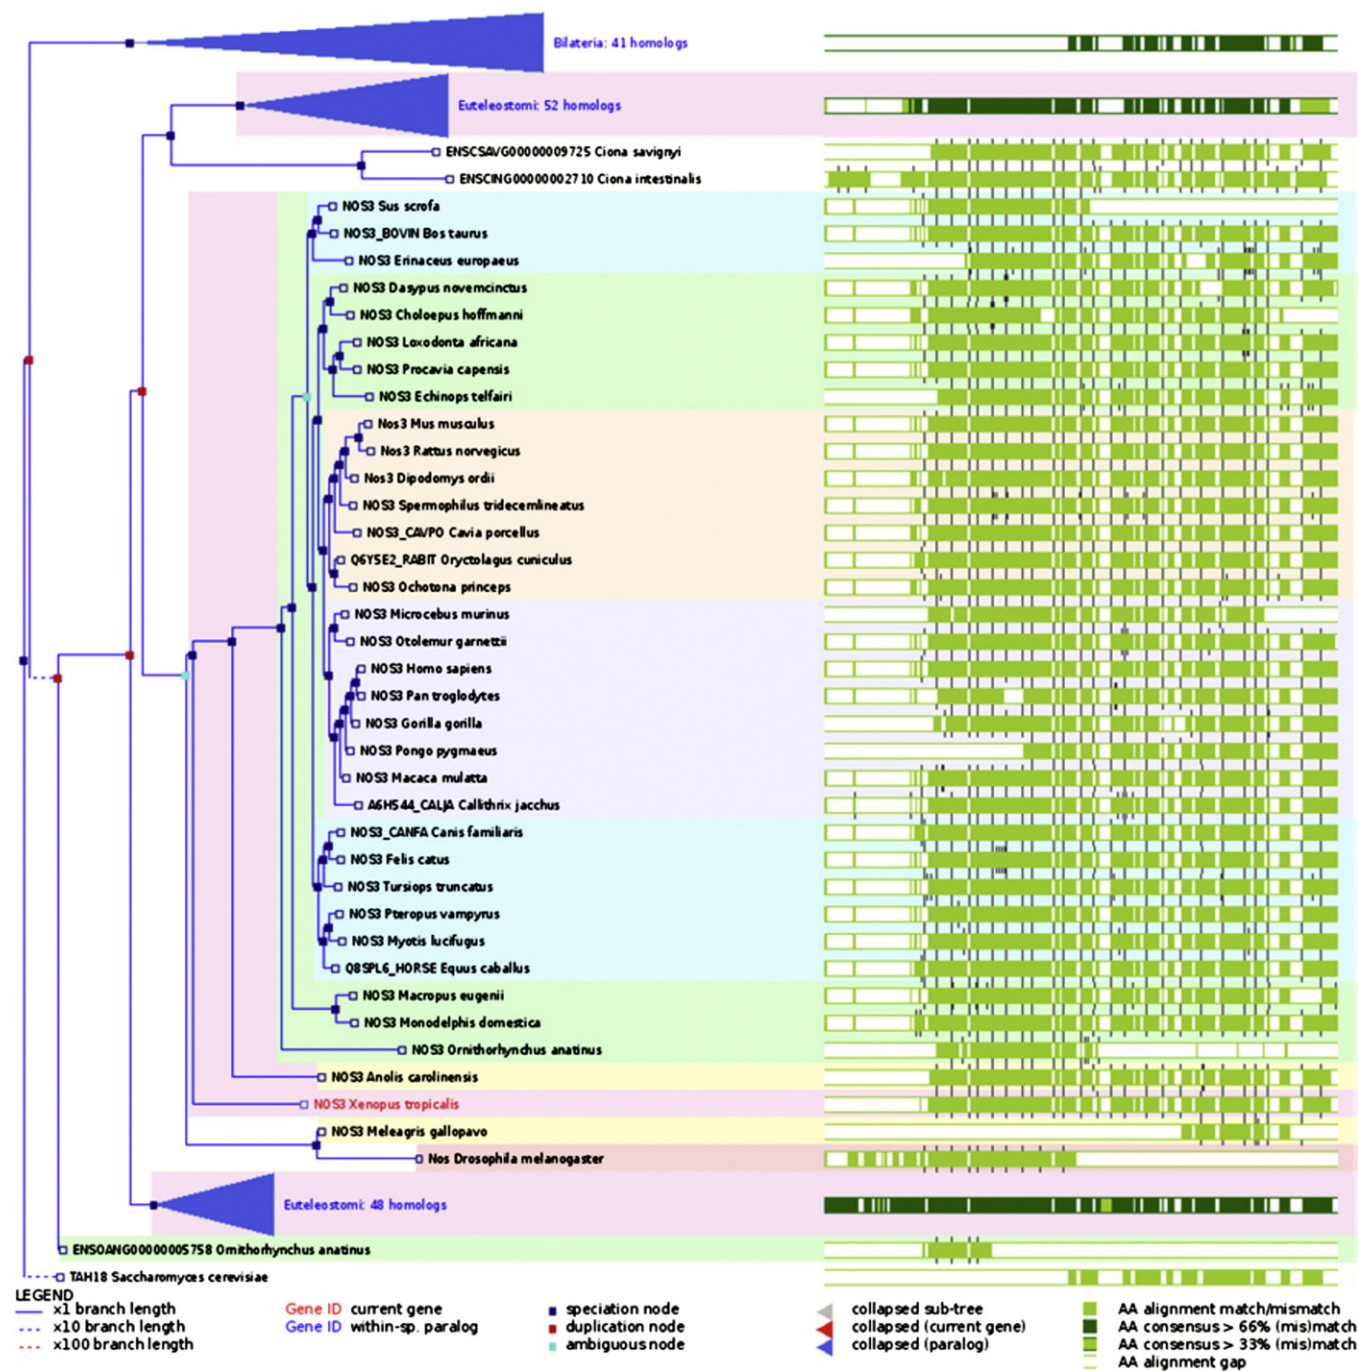 Bilateria: 41 homologs
Euteleostomi: 52 homologs
ENSCSAVG00000009725 Ciona savignyi
ENSCING00000002710 Ciona intestinalis
NOS3 Sus scrofa
NOS3_BOVIN Bos taurus
NOS3 Erinaceus europaeus
NOS3 Dasypus novemcinctus
NOS3 Choloepus hoffmanni
NOS3 Loxodonta africana
NOS3 Procavia capensis
NOS3 Echinops telfairi
Nos3 Mus musculus
Nos3 Rattus norvegicus
Nos3 Dipodomys ordii
NOS3 Spermophilus tridecemlineatus
NOS3_CAVPO Cavia porcellus
Q6Y5E2_RABIT Oryctolagus cuniculus
NOS3 Ochotona princeps
NOS3 Microcebus murinus
NOS3 Otolemur garnettii
NOS3 Homo sapiens
NOS3 Pan troglodytes
NOS3 Gorilla gorilla
NOS3 Pongo pygmaeus
NOS3 Macaca mulatta
A6H544_CALJA Callithrix jacchus
NOS3_CANFA Canis familiaris
NOS3 Felis catus
NOS3 Tursiops truncatus
NOS3 Pteropus vampyrus
NOS3 Myotis lucifugus
Q8SPL6_HORSE Equus caballus
NOS3 Macropus eugenii
NOS3 Monodelphis domestica
NOS3 Ornithorhynchus anatinus
NOS3 Anolis carolinensis
NOS3 Xenopus tropicalis
NOS3 Meleagris gallopavo
Nos Drosophila melanogaster
Euteleostomi: 48 homologs
ENSOANG00000005758 Ornithorhynchus anatinus
TAH18 Saccharomyces cerevisiae
LEGEND
x1 branch length
x10 branch length
x100 branch length
Gene ID current gene
Gene ID within-sp. paralog
speciation node
duplication node
ambiguous node
collapsed sub-tree
collapsed (current gene)
collapsed (paralog)
AA alignment match/mismatch
AA consensus > 66% (mis)match
AA consensus > 33% (mis)match
AA alignment gap